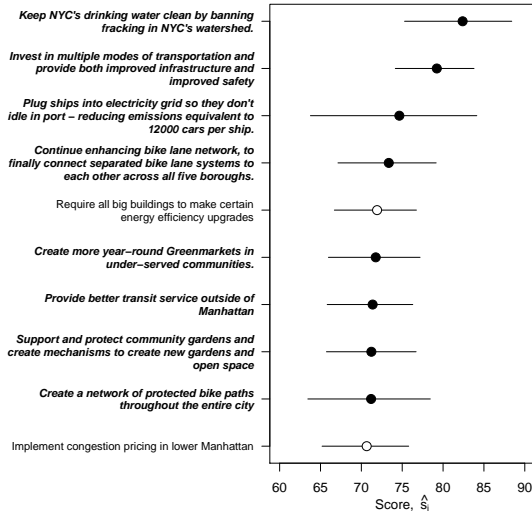 Keep NYC's drinking water clean by banning
fracking in NYC's watershed.
Invest in multiple modes of transportation and
provide both improved infrastructure and
improved safety
Plug ships into electricity grid so they don't
idle in port – reducing emissions equivalent to
12000 cars per ship.
Continue enhancing bike lane network, to
finally connect separated bike lane systems to
each other across all five boroughs.
Require all big buildings to make certain
energy efficiency upgrades
Create more year–round Greenmarkets in
under–served communities.
Provide better transit service outside of
Manhattan
Support and protect community gardens and
create mechanisms to create new gardens and
open space
Create a network of protected bike paths
throughout the entire city
Implement congestion pricing in lower Manhattan
60 65 70 75 80 85 90
Score, ŝᵢ